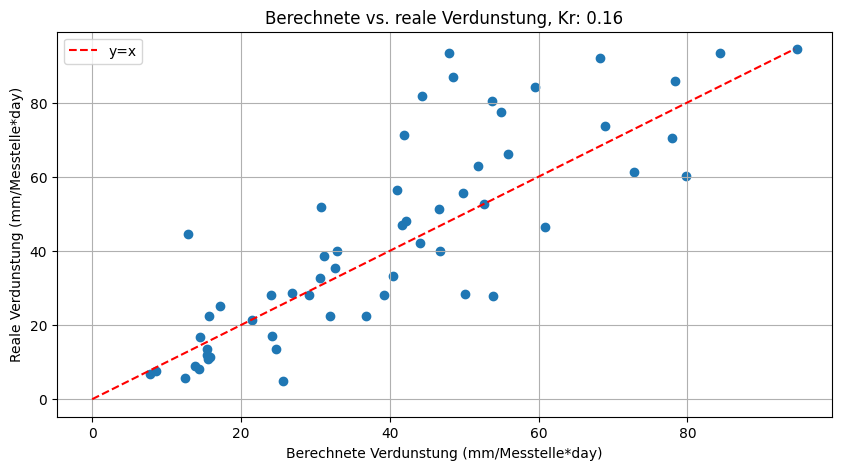 Berechnete vs. reale Verdunstung, Kr: 0.16
y=x
Reale Verdunstung (mm/Messtelle*day)
80
60
40
20
0
0 20 40 60 80
Berechnete Verdunstung (mm/Messtelle*day)